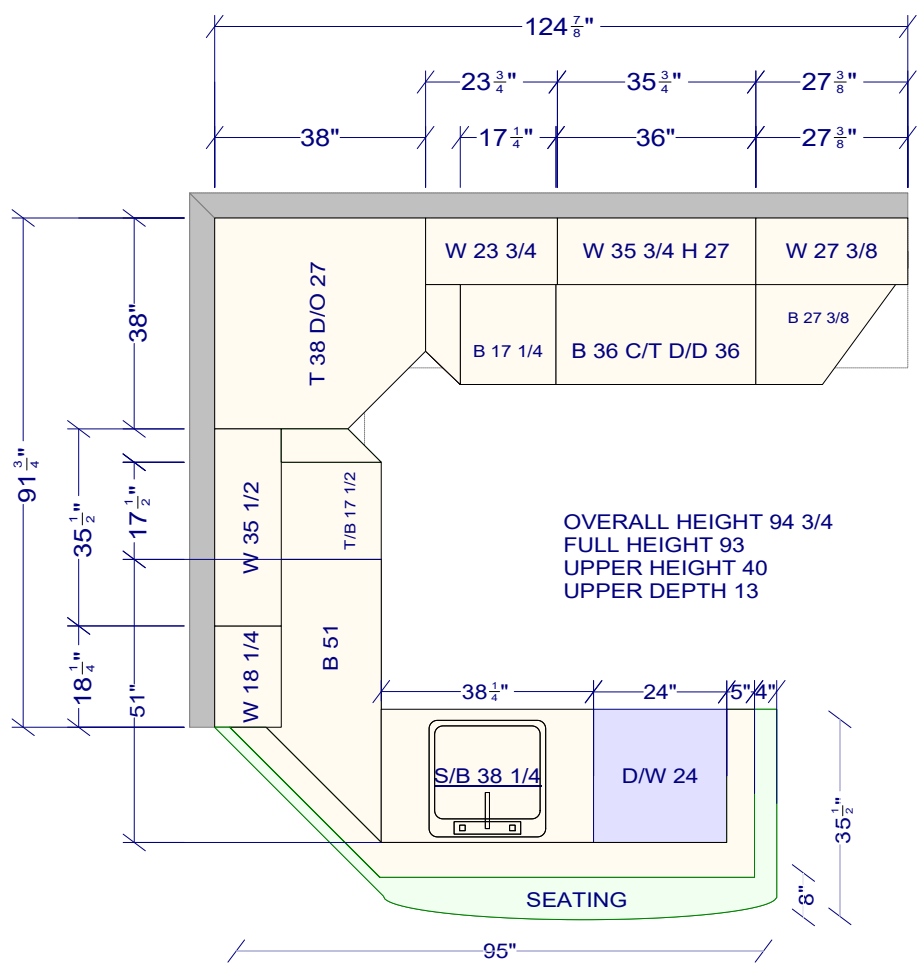 124 7/8"
23 3/4"
35 3/4"
27 3/8"
38"
17 1/4"
36"
27 3/8"
W 23 3/4
W 35 3/4 H 27
W 27 3/8
T 38 D/O 27
B 17 1/4
B 36 C/T D/D 36
B 27 3/8
38"
91 3/4"
35 1/2"
17 1/2"
W 35 1/2
T/B 17 1/2
OVERALL HEIGHT 94 3/4
FULL HEIGHT 93
UPPER HEIGHT 40
UPPER DEPTH 13
18 1/4"
51"
W 18 1/4
B 51
38 1/4"
24"
5"
4"
S/B 38 1/4
D/W 24
35 1/2"
SEATING
8"
95"